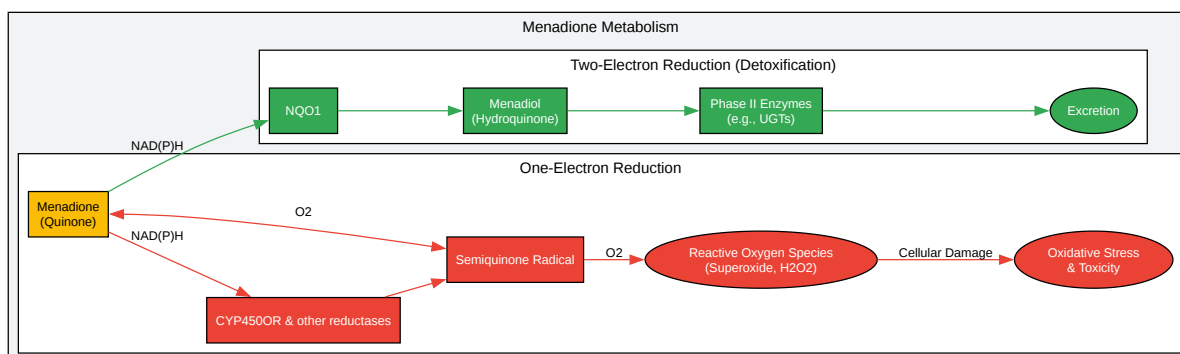 Menadione Metabolism
Two-Electron Reduction (Detoxification)
NQO1
Menadiol
(Hydroquinone)
Phase II Enzymes
(e.g., UGTs)
Excretion
NAD(P)H
One-Electron Reduction
Menadione
(Quinone)
O2
NAD(P)H
Semiquinone Radical
O2
Reactive Oxygen Species
(Superoxide, H2O2)
Cellular Damage
Oxidative Stress
& Toxicity
CYP450OR & other reductases